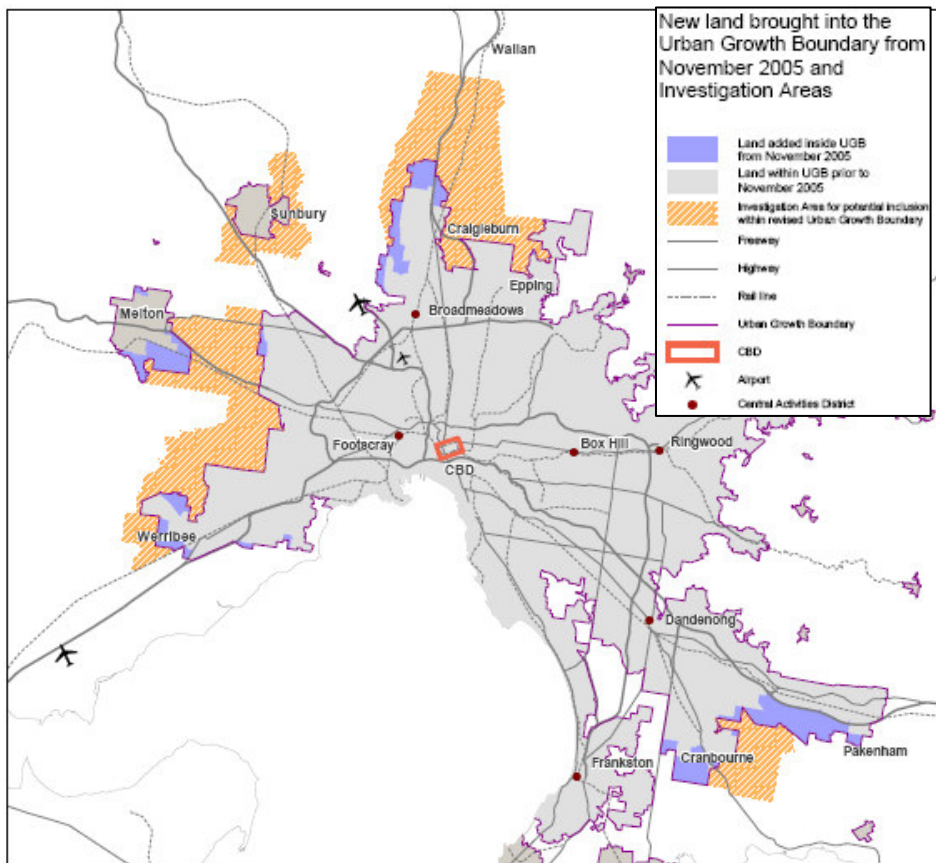 New land brought into the
Urban Growth Boundary from
November 2005 and
Investigation Areas
Land added inside UGB
from November 2005
Land within UGB prior to
November 2005
Investigation Area for potential inclusion
within revised Urban Growth Boundary
Freeway
Highway
Rail line
Urban Growth Boundary
CBD
Airport
Central Activities District
Wallan
Sunbury
Craigieburn
Epping
Melton
Broadmeadows
Footscray
Box Hill
Ringwood
CBD
Werribee
Dandenong
Frankston
Cranbourne
Pakenham